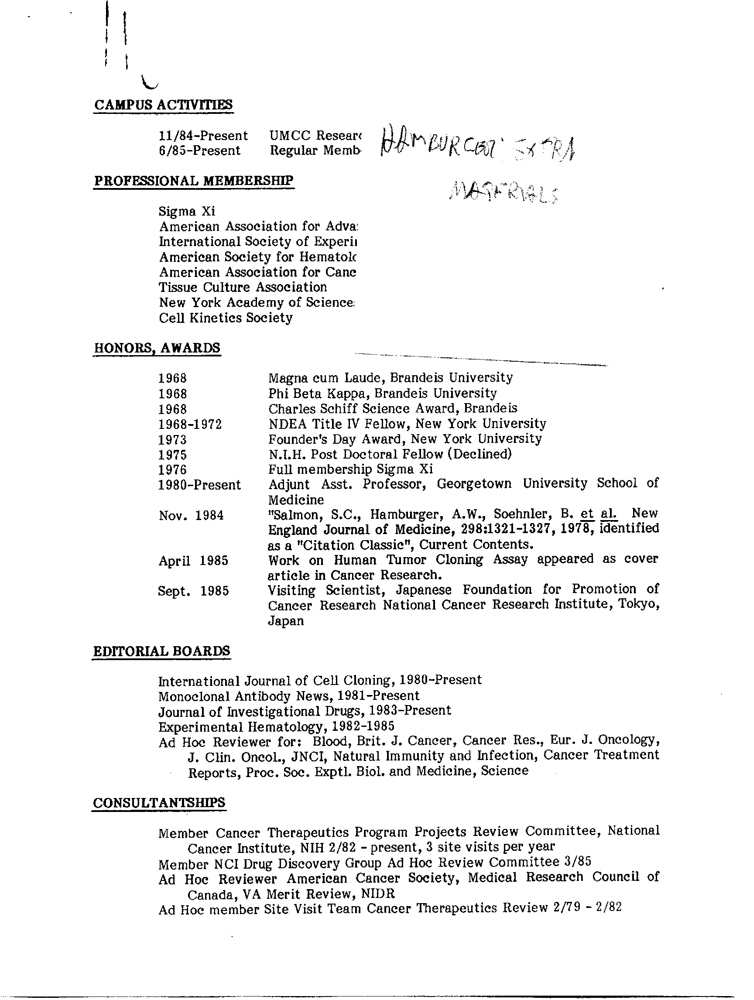 CAMPUS ACTIVITIES
11/84-Present UMCC Researc
6/85-Present Regular Memb
HAMBURGER EXTRA
MATERIALS
PROFESSIONAL MEMBERSHIP
Sigma Xi
American Association for Adva
International Society of Experi
American Society for Hematolo
American Association for Canc
Tissue Culture Association
New York Academy of Science
Cell Kinetics Society
HONORS, AWARDS
1968 Magna cum Laude, Brandeis University
1968 Phi Beta Kappa, Brandeis University
1968 Charles Schiff Science Award, Brandeis
1968-1972 NDEA Title IV Fellow, New York University
1973 Founder's Day Award, New York University
1975 N.I.H. Post Doctoral Fellow (Declined)
1976 Full membership Sigma Xi
1980-Present Adjunct Asst. Professor, Georgetown University School of
Medicine
Nov. 1984 "Salmon, S.C., Hamburger, A.W., Soehnler, B. et al. New
England Journal of Medicine, 298:1321-1327, 1978, identified
as a "Citation Classic", Current Contents.
April 1985 Work on Human Tumor Cloning Assay appeared as cover
article in Cancer Research.
Sept. 1985 Visiting Scientist, Japanese Foundation for Promotion of
Cancer Research National Cancer Research Institute, Tokyo,
Japan
EDITORIAL BOARDS
International Journal of Cell Cloning, 1980-Present
Monoclonal Antibody News, 1981-Present
Journal of Investigational Drugs, 1983-Present
Experimental Hematology, 1982-1985
Ad Hoc Reviewer for: Blood, Brit. J. Cancer, Cancer Res., Eur. J. Oncology,
J. Clin. Oncol., JNCI, Natural Immunity and Infection, Cancer Treatment
Reports, Proc. Soc. Exptl. Biol. and Medicine, Science
CONSULTANTSHIPS
Member Cancer Therapeutics Program Projects Review Committee, National
Cancer Institute, NIH 2/82 - present, 3 site visits per year
Member NCI Drug Discovery Group Ad Hoc Review Committee 3/85
Ad Hoc Reviewer American Cancer Society, Medical Research Council of
Canada, VA Merit Review, NIDR
Ad Hoc member Site Visit Team Cancer Therapeutics Review 2/79 - 2/82